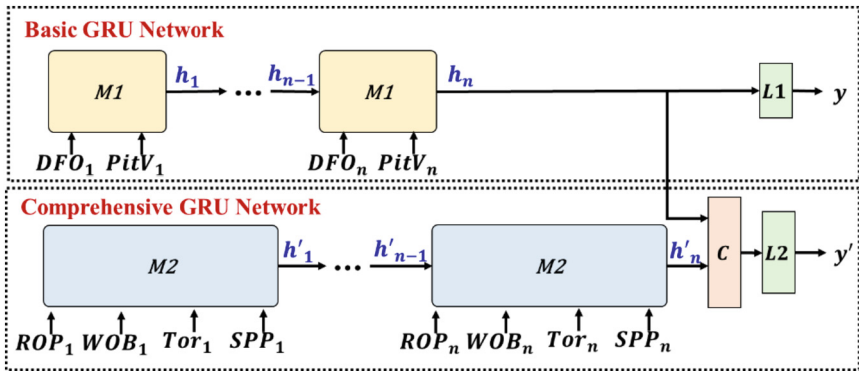 Basic GRU Network
M1 h₁ ... hₙ₋₁ M1 hₙ L1 y
DFO₁ PitV₁ DFOₙ PitVₙ
Comprehensive GRU Network
M2 h'₁ ... h'ₙ₋₁ M2 h'ₙ C L2 y'
ROP₁ WOB₁ Tor₁ SPP₁ ROPₙ WOBₙ Torₙ SPPₙ